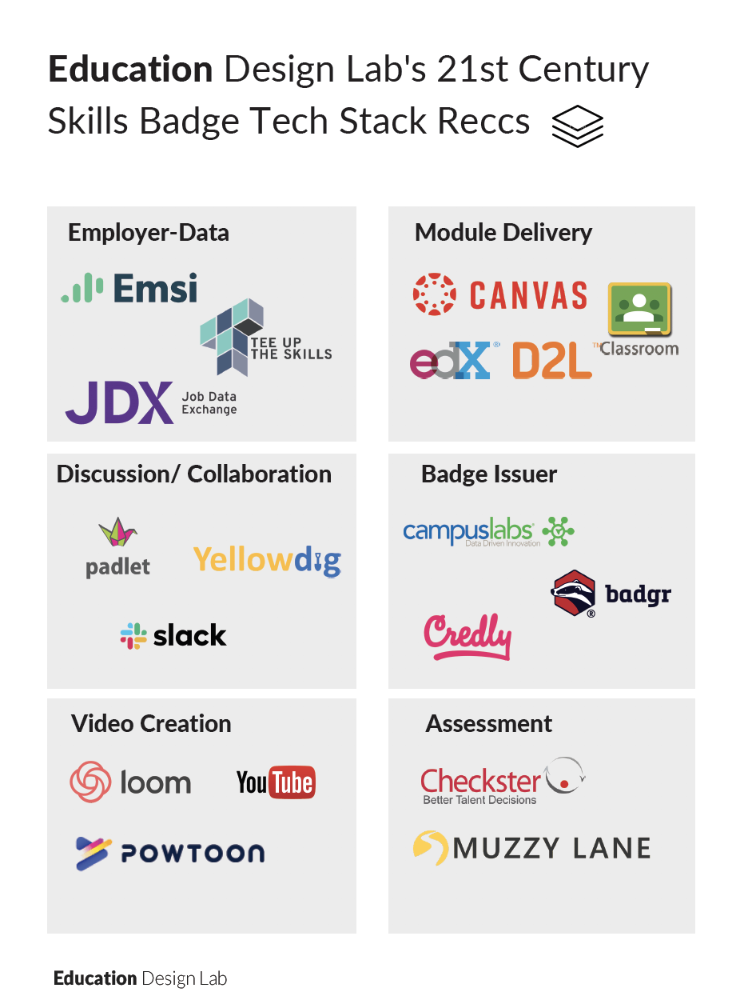 Education Design Lab's 21st Century
Skills Badge Tech Stack Reccs
Employer-Data
Emsi
TEE UP
THE SKILLS
JDX Job Data
Exchange
Module Delivery
CANVAS
Classroom
edX® D2L™
Discussion/ Collaboration
padlet
Yellowdig
slack
Badge Issuer
campuslabs®
Data Driven Innovation
badgr®
Credly
Video Creation
loom
YouTube
POWTOON
Assessment
Checkster
Better Talent Decisions
MUZZY LANE
Education Design Lab